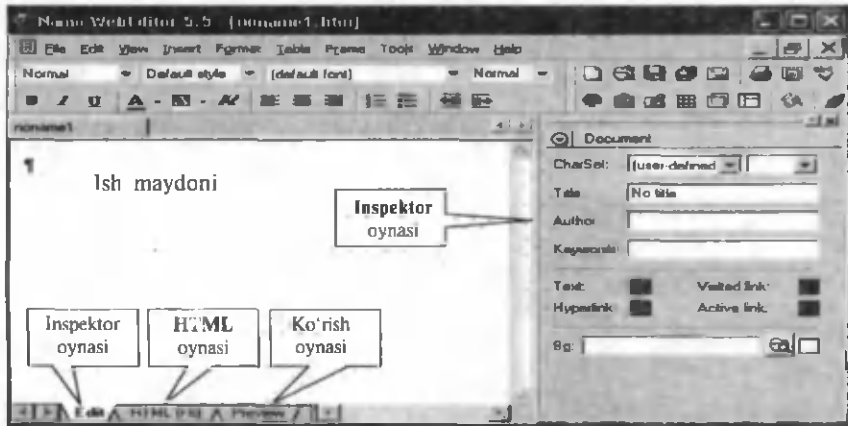 Namo WebEditor 5.5 - [noname1.htm]
File Edit View Insert Format Table Frame Tools Window Help
Normal Default style (default font) Normal
B I U A
noname1
Document
¶
Ish maydoni
CharSet: (user-defined
Title No title
Inspektor
oynasi
Author
Keywords
Text: Visited link:
Hyperlink Active link:
Bg:
Inspektor
oynasi
HTML
oynasi
Ko‘rish
oynasi
Edit HTML Preview